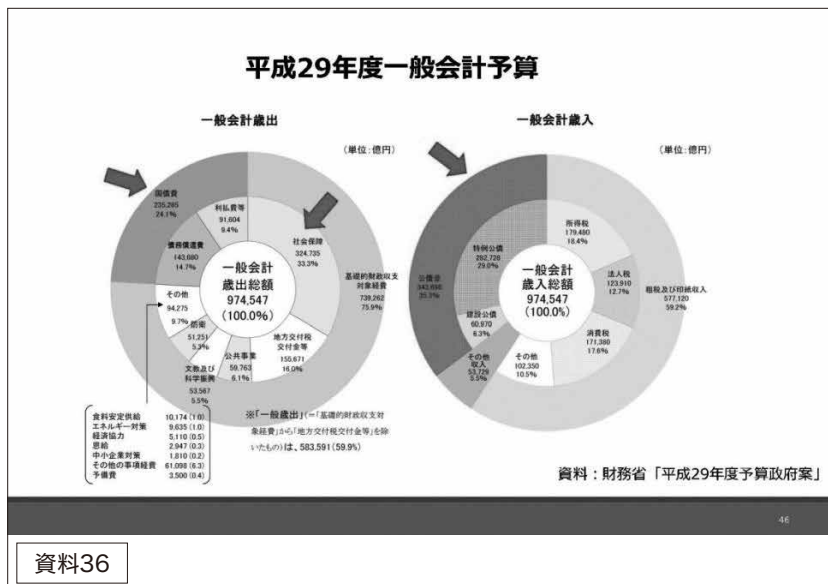 平成29年度一般会計予算
一般会計歳出
(単位:億円)
国債費
235,285
24.1%
利払費等
91,604
9.4%
債務償還費
143,680
14.7%
社会保障
324,735
33.3%
基礎的財政収支
対象経費
739,262
75.9%
一般会計
歳出総額
974,547
(100.0%)
その他
94,275
9.7%
防衛
51,251
5.3%
公共事業
59,763
6.1%
地方交付税
交付金等
155,671
16.0%
文教及び
科学振興
53,567
5.5%
食料安定供給 10,174 (1.0)
エネルギー対策 9,635 (1.0)
経済協力 5,110 (0.5)
恩給 2,947 (0.3)
中小企業対策 1,810 (0.2)
その他の事項経費 61,098 (6.3)
予備費 3,500 (0.4)
※「一般歳出」(=「基礎的財政収支対
象経費」から「地方交付税交付金等」を除
いたもの)は、583,591(59.9%)
一般会計歳入
(単位:億円)
所得税
179,480
18.4%
特例公債
282,728
29.0%
法人税
123,910
12.7%
租税及び印紙収入
577,120
59.2%
公債金
343,698
35.3%
一般会計
歳入総額
974,547
(100.0%)
建設公債
60,970
6.3%
消費税
171,380
17.6%
その他
収入
53,729
5.5%
その他
102,350
10.5%
資料:財務省「平成29年度予算政府案」
46
資料36